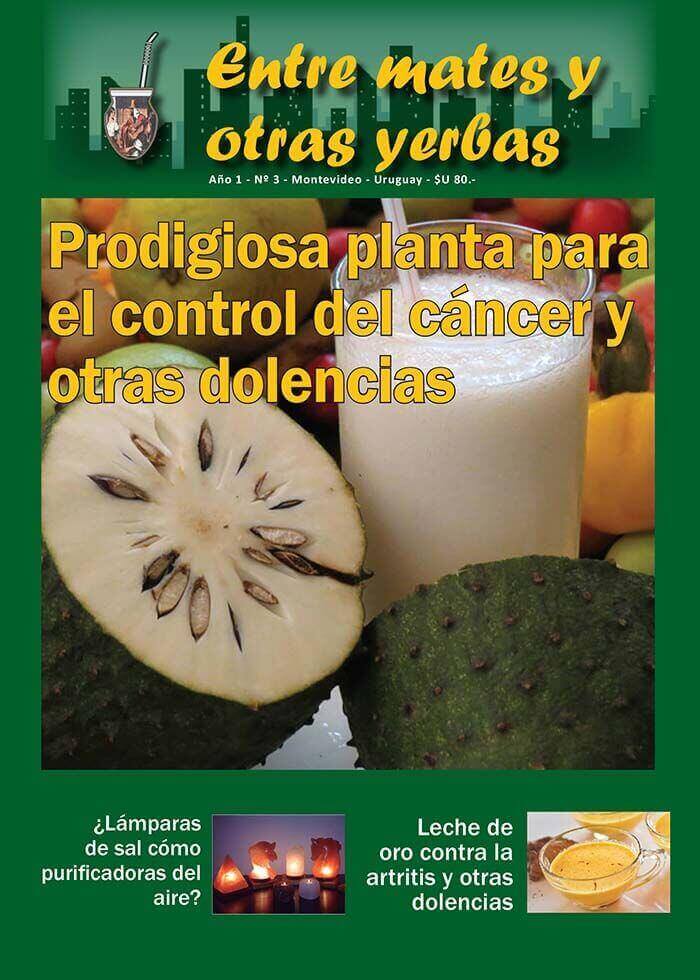 Entre mates y
otras yerbas
Año 1 - Nº 3 - Montevideo - Uruguay - $U 80.-
Prodigiosa planta para
el control del cáncer y
otras dolencias
¿Lámparas
de sal cómo
purificadoras del
aire?
Leche de
oro contra la
artritis y otras
dolencias